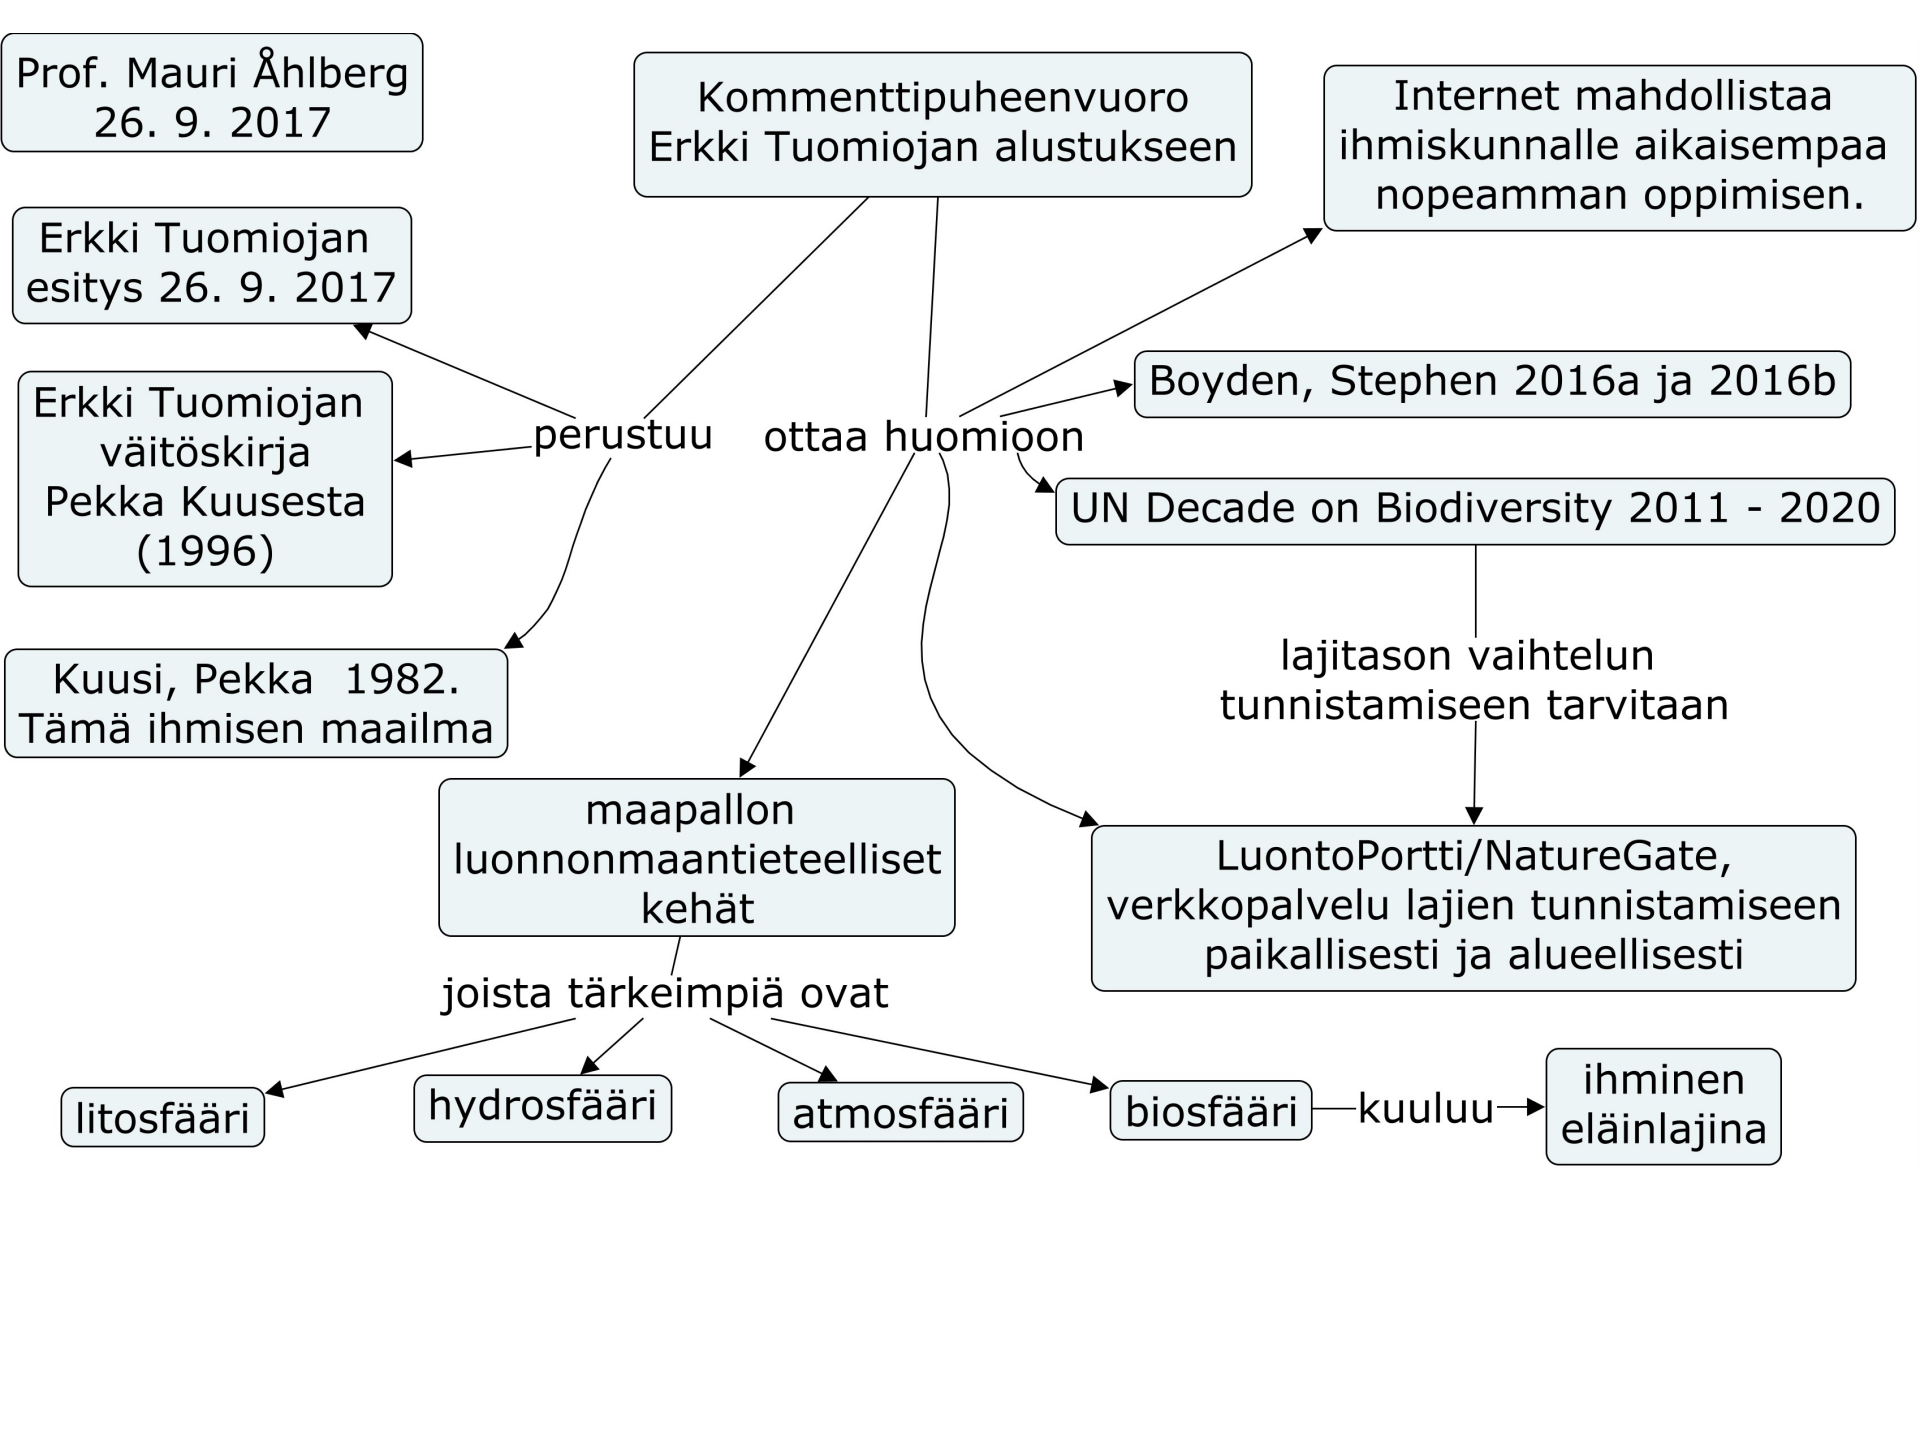 Prof. Mauri Åhlberg
26. 9. 2017
Kommenttipuheenvuoro
Erkki Tuomiojan alustukseen
Internet mahdollistaa
ihmiskunnalle aikaisempaa
nopeamman oppimisen.
Erkki Tuomiojan
esitys 26. 9. 2017
Erkki Tuomiojan
väitöskirja
Pekka Kuusesta
(1996)
perustuu
ottaa huomioon
Boyden, Stephen 2016a ja 2016b
UN Decade on Biodiversity 2011 - 2020
lajitason vaihtelun
tunnistamiseen tarvitaan
Kuusi, Pekka 1982.
Tämä ihmisen maailma
maapallon
luonnonmaantieteelliset
kehät
LuontoPortti/NatureGate,
verkkopalvelu lajien tunnistamiseen
paikallisesti ja alueellisesti
joista tärkeimpiä ovat
litosfääri
hydrosfääri
atmosfääri
biosfääri
kuuluu
ihminen
eläinlajina